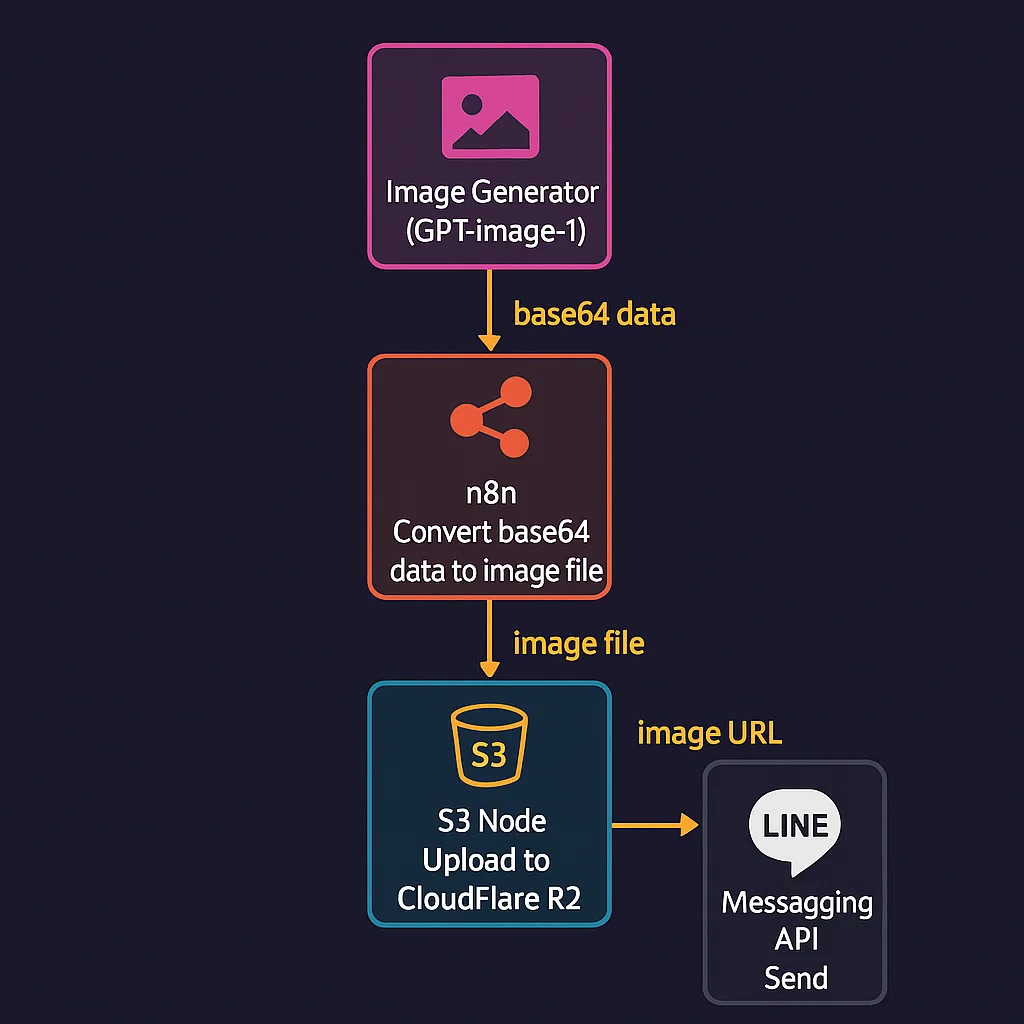 Image Generator
(GPT-image-1)
base64 data
n8n
Convert base64
data to image file
image file
S3
S3 Node
Upload to
CloudFlare R2
image URL
LINE
Messagging
API
Send